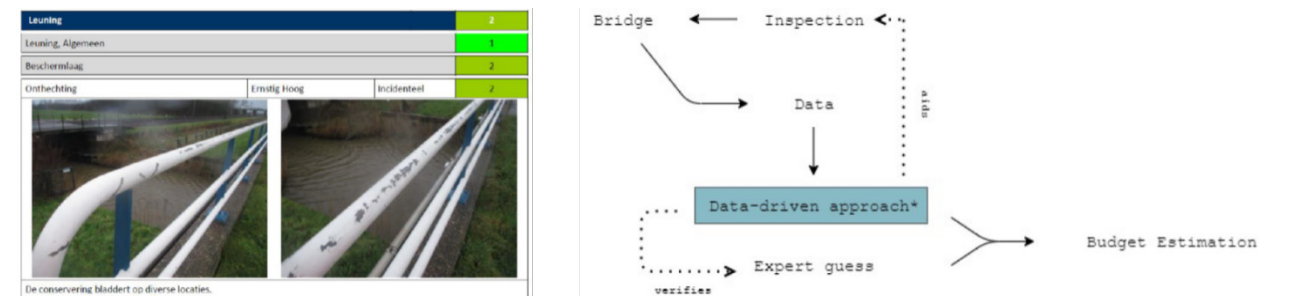 Leuning 2
Leuning, Algemeen 1
Beschermlaag 2
Onthechting Ernstig Hoog Incidenteel 2
De conservering bladdert op diverse locaties.
Bridge Inspection
Data
aids
Data-driven approach*
Expert guess
verifies
Budget Estimation